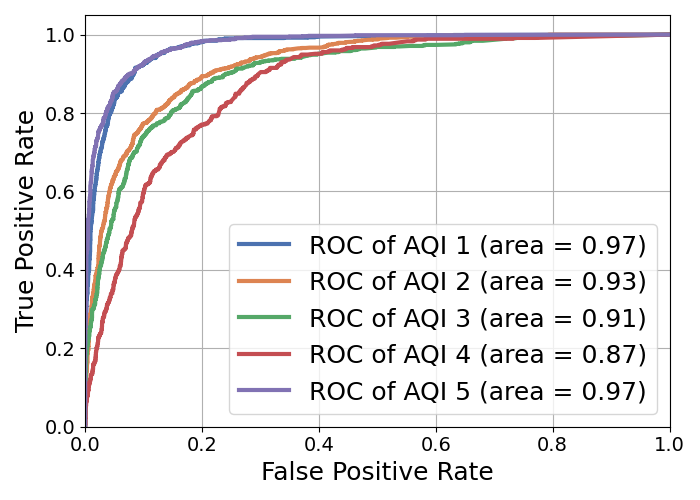 1.0
0.8
0.6
0.4
0.2
0.0
True Positive Rate
ROC of AQI 1 (area = 0.97)
ROC of AQI 2 (area = 0.93)
ROC of AQI 3 (area = 0.91)
ROC of AQI 4 (area = 0.87)
ROC of AQI 5 (area = 0.97)
0.0 0.2 0.4 0.6 0.8 1.0
False Positive Rate